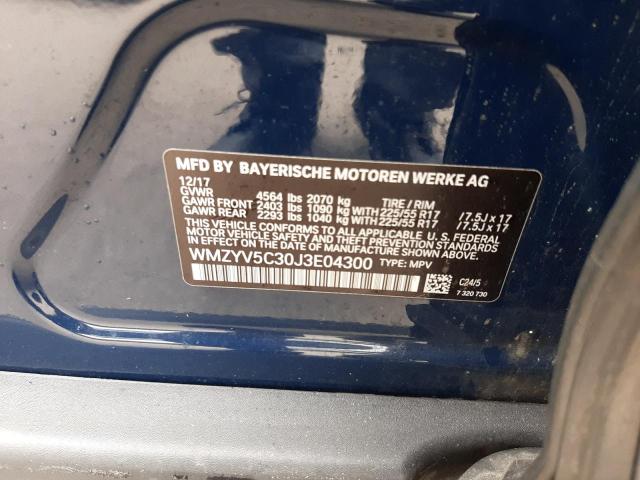 MFD BY BAYERISCHE MOTOREN WERKE AG
12/17
GVWR 4564 lbs 2070 kg TIRE / RIM
GAWR FRONT 2403 lbs 1090 kg WITH 225/55 R17 /7.5J x 17
GAWR REAR 2293 lbs 1040 kg WITH 225/55 R17 /7.5J x 17
THIS VEHICLE CONFORMS TO ALL APPLICABLE U. S. FEDERAL
MOTOR VEHICLE SAFETY, BUMPER, AND THEFT PREVENTION STANDARDS
IN EFFECT ON THE DATE OF MANUFACTURE SHOWN ABOVE.
WMZYV5C30J3E04300 TYPE: MPV
C24/5
7 320 730